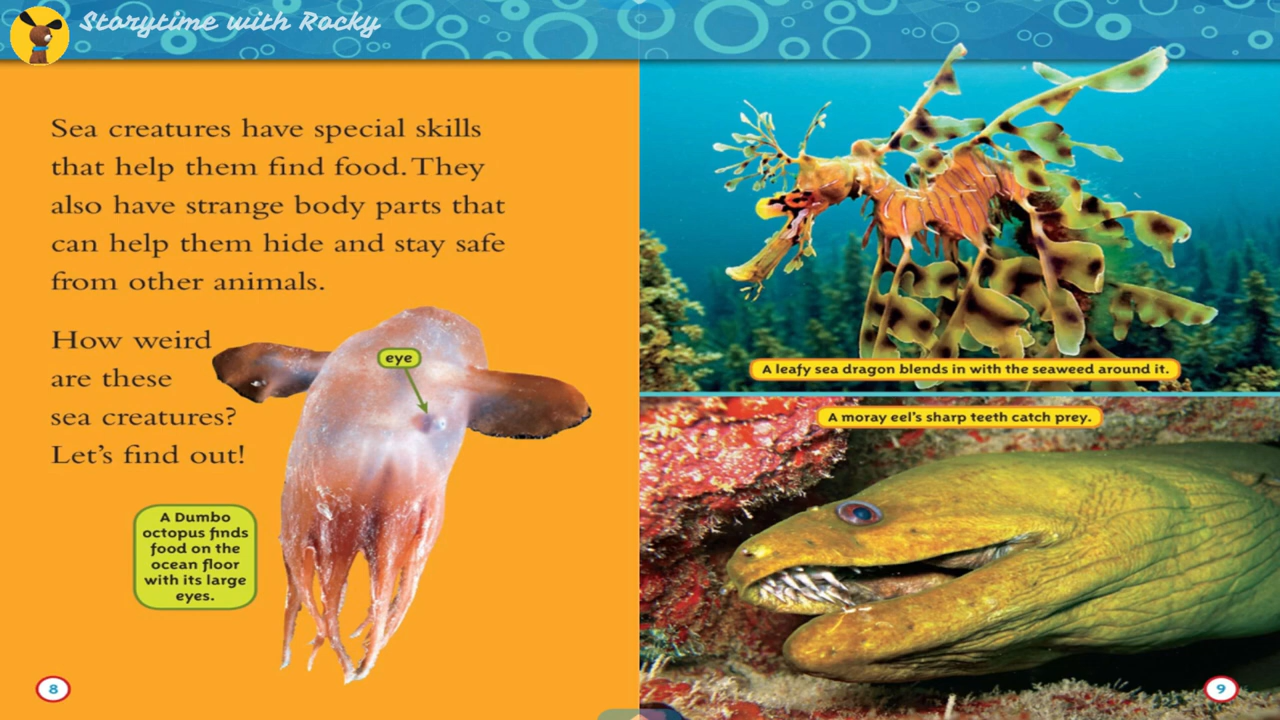 Storytime with Rocky
Sea creatures have special skills
that help them find food. They
also have strange body parts that
can help them hide and stay safe
from other animals.
How weird
are these
sea creatures?
Let's find out!
eye
A Dumbo
octopus finds
food on the
ocean floor
with its large
eyes.
8
A leafy sea dragon blends in with the seaweed around it.
A moray eel's sharp teeth catch prey.
9